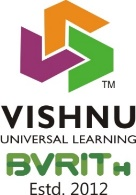 TM
VISHNU
UNIVERSAL LEARNING
BVRITH
Estd. 2012